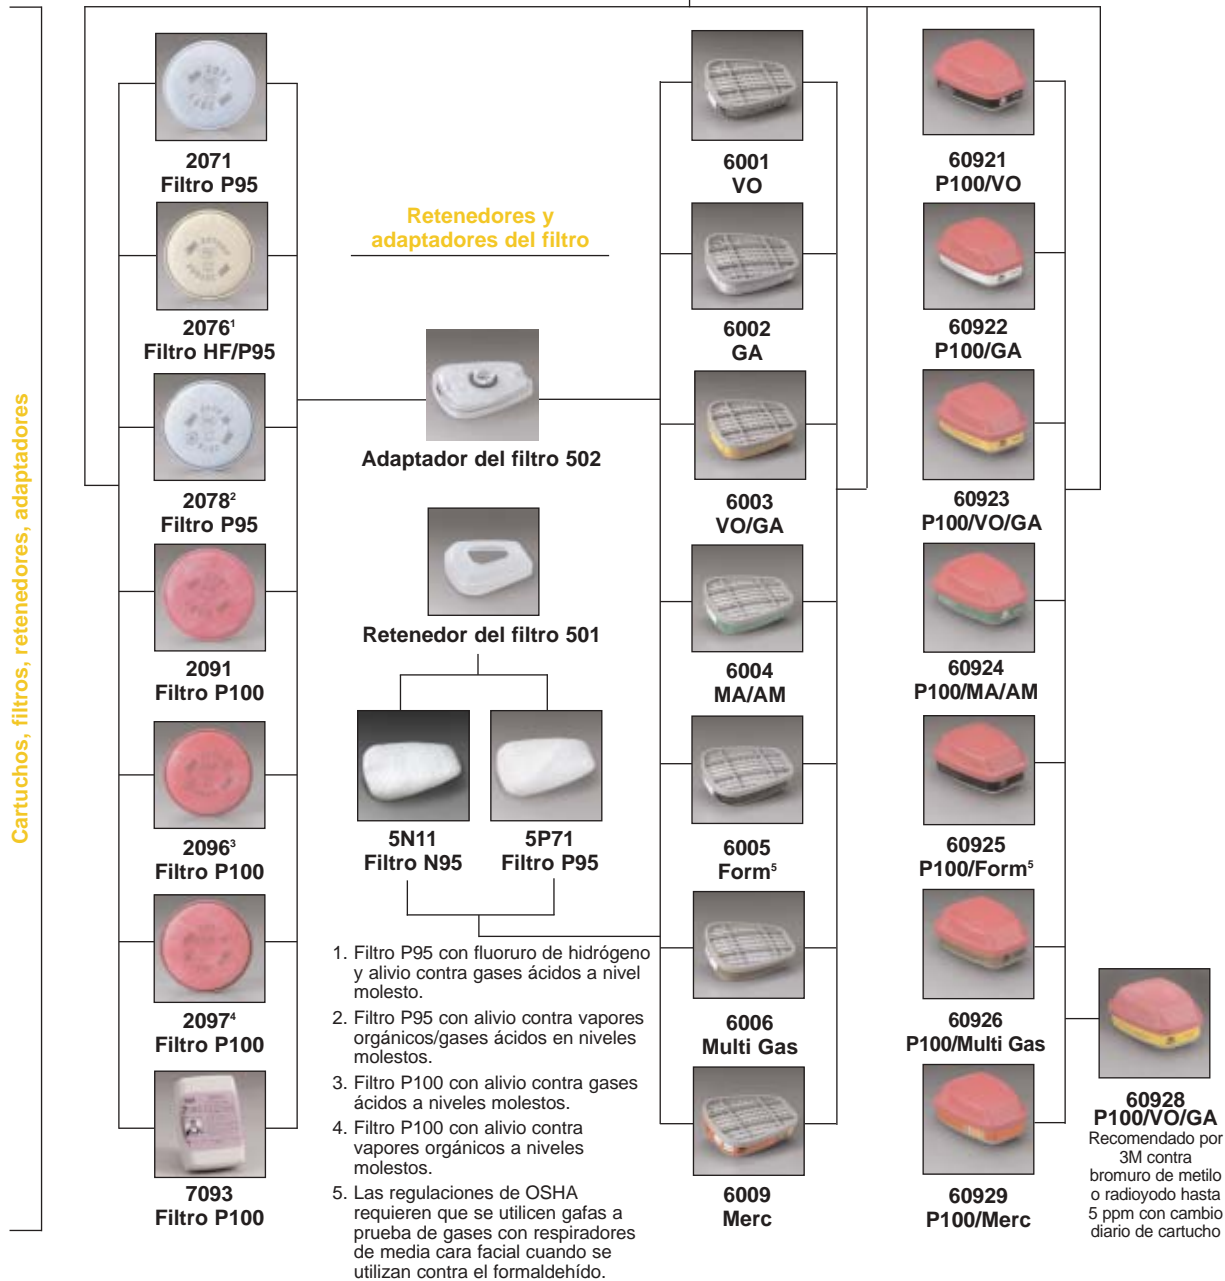 Cartuchos, filtros, retenedores, adaptadores
2071
Filtro P95
2076¹
Filtro HF/P95
2078²
Filtro P95
2091
Filtro P100
2096³
Filtro P100
2097⁴
Filtro P100
7093
Filtro P100
Retenedores y
adaptadores del filtro
Adaptador del filtro 502
Retenedor del filtro 501
5N11
Filtro N95
5P71
Filtro P95
1. Filtro P95 con fluoruro de hidrógeno
y alivio contra gases ácidos a nivel
molesto.
2. Filtro P95 con alivio contra vapores
orgánicos/gases ácidos en niveles
molestos.
3. Filtro P100 con alivio contra gases
ácidos a niveles molestos.
4. Filtro P100 con alivio contra
vapores orgánicos a niveles
molestos.
5. Las regulaciones de OSHA
requieren que se utilicen gafas a
prueba de gases con respiradores
de media cara facial cuando se
utilizan contra el formaldehído.
6001
VO
6002
GA
6003
VO/GA
6004
MA/AM
6005
Form⁵
6006
Multi Gas
6009
Merc
60921
P100/VO
60922
P100/GA
60923
P100/VO/GA
60924
P100/MA/AM
60925
P100/Form⁵
60926
P100/Multi Gas
60929
P100/Merc
60928
P100/VO/GA
Recomendado por
3M contra
bromuro de metilo
o radioyodo hasta
5 ppm con cambio
diario de cartucho